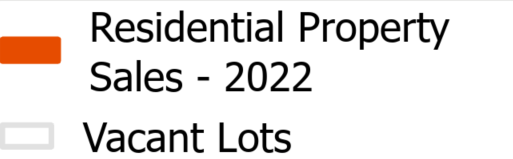 Residential Property
Sales - 2022
Vacant Lots